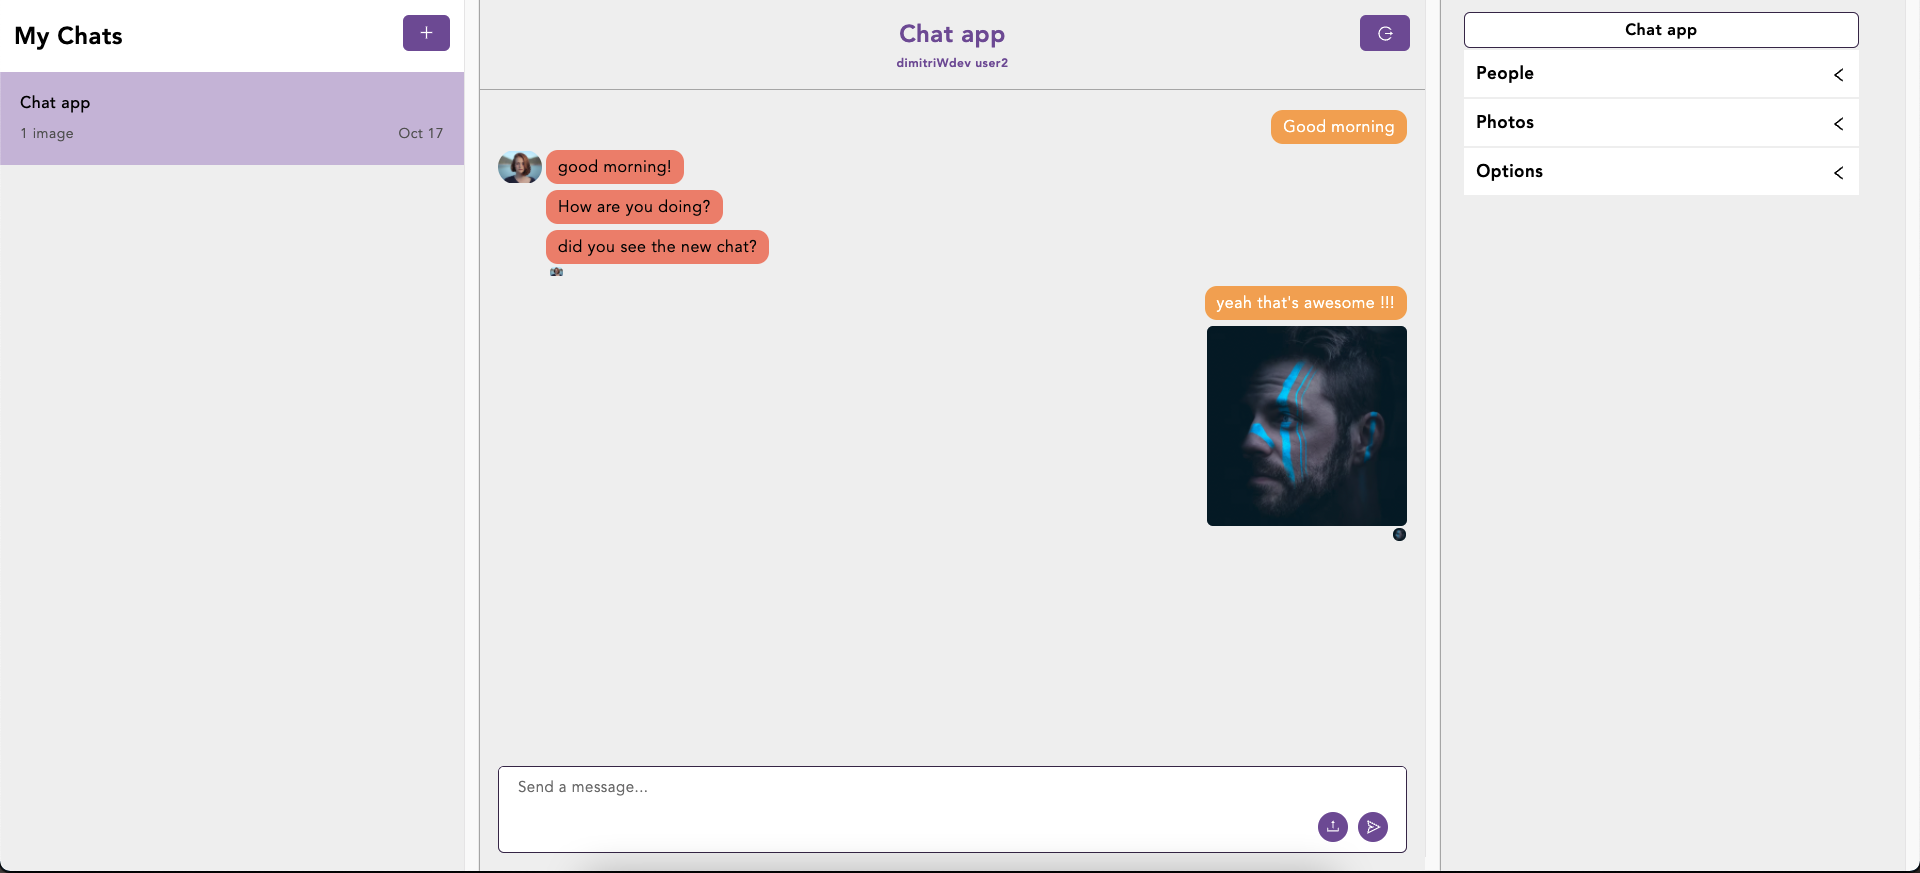 My Chats
+
Chat app
1 image
Oct 17
Chat app
dimitriWdev user2
Good morning
good morning!
How are you doing?
did you see the new chat?
yeah that's awesome !!!
Send a message...
Chat app
People
Photos
Options